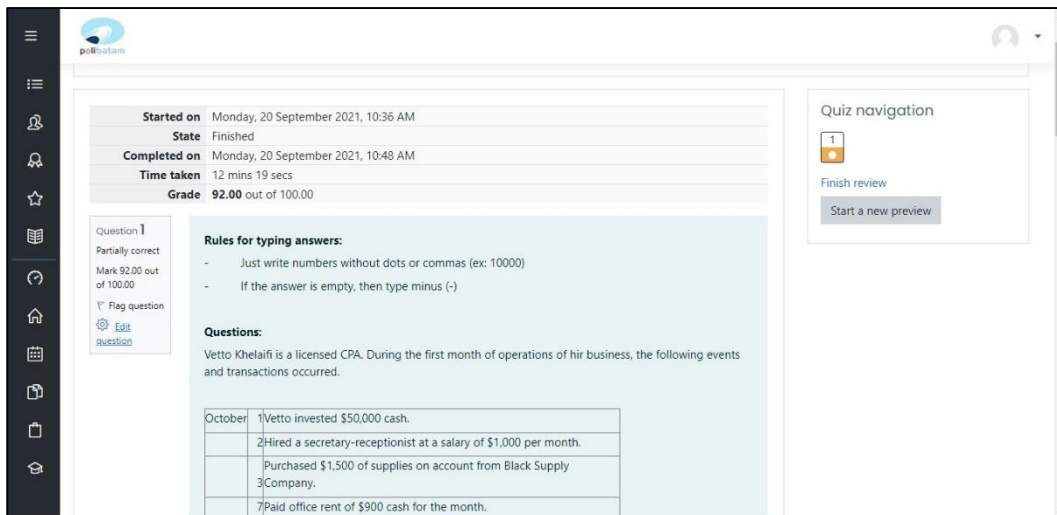 polibatam
Started on Monday, 20 September 2021, 10:36 AM
State Finished
Completed on Monday, 20 September 2021, 10:48 AM
Time taken 12 mins 19 secs
Grade 92.00 out of 100.00
Question 1
Partially correct
Mark 92.00 out
of 100.00
Flag question
Edit
question
Rules for typing answers:
- Just write numbers without dots or commas (ex: 10000)
- If the answer is empty, then type minus (-)
Questions:
Vetto Khelaifi is a licensed CPA. During the first month of operations of hir business, the following events
and transactions occurred.
October 1 Vetto invested $50,000 cash.
2 Hired a secretary-receptionist at a salary of $1,000 per month.
Purchased $1,500 of supplies on account from Black Supply
3 Company.
7 Paid office rent of $900 cash for the month.
Quiz navigation
1
Finish review
Start a new preview